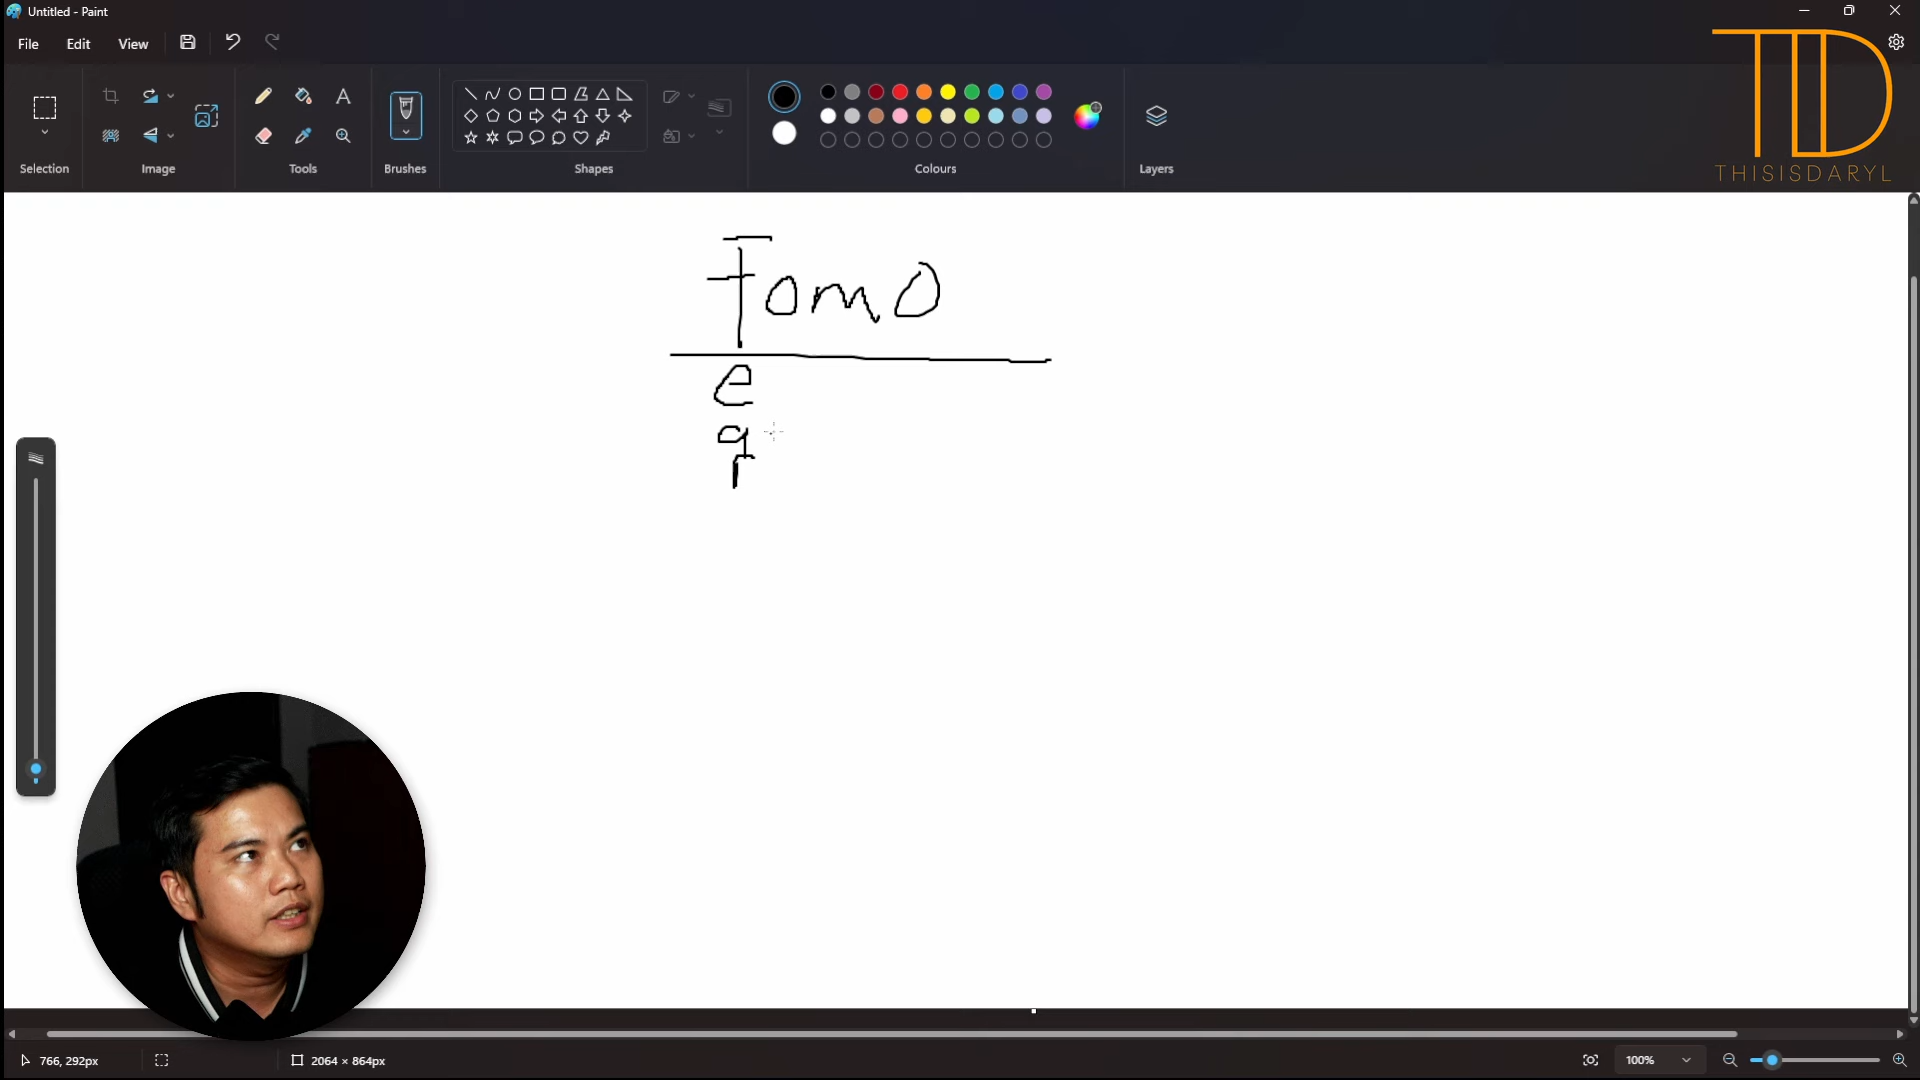 Untitled - Paint
File Edit View
Selection Image Tools Brushes Shapes Colours Layers
THISISDARYL
FOMO
e
a
r
766, 292px 2064 × 864px 100%